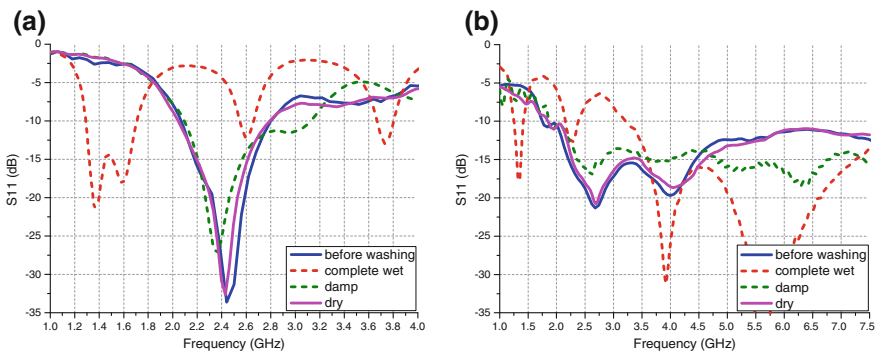 (a)
S11 (dB)
0
-5
-10
-15
-20
-25
-30
-35
before washing
complete wet
damp
dry
1.0 1.2 1.4 1.6 1.8 2.0 2.2 2.4 2.6 2.8 3.0 3.2 3.4 3.6 3.8 4.0
Frequency (GHz)
(b)
S11 (dB)
0
-5
-10
-15
-20
-25
-30
-35
before washing
complete wet
damp
dry
1.0 1.5 2.0 2.5 3.0 3.5 4.0 4.5 5.0 5.5 6.0 6.5 7.0 7.5
Frequency (GHz)